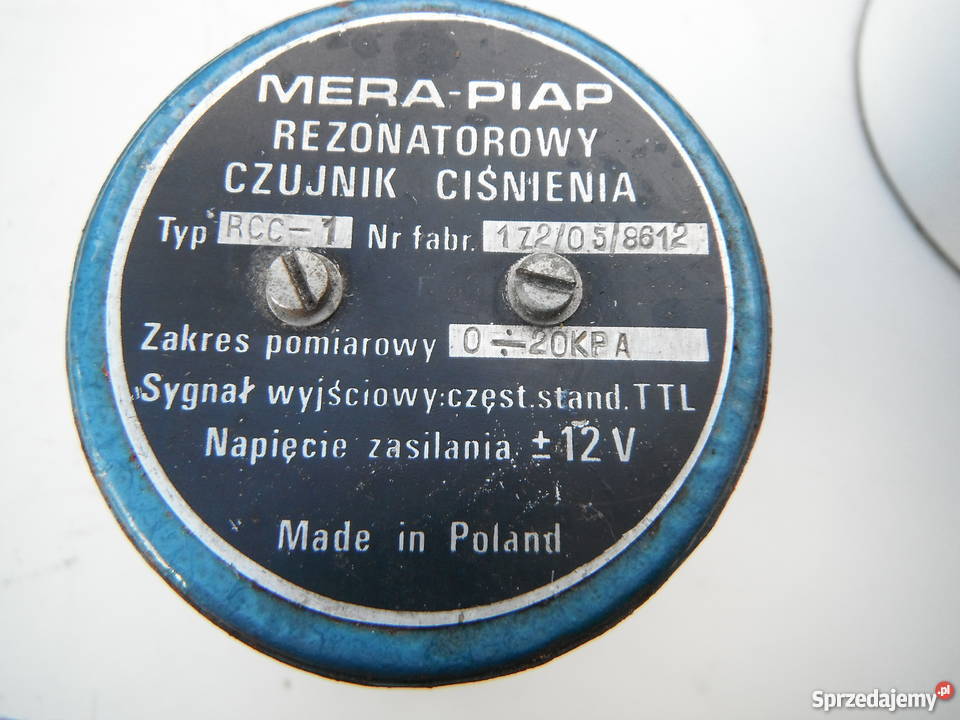 MERA-PIAP
REZONATOROWY
CZUJNIK CIŚNIENIA
Typ RCC-1 Nr fabr. 172/05/8612
Zakres pomiarowy 0÷20KPA
Sygnał wyjściowy:częst.stand.TTL
Napięcie zasilania ±12V
Made in Poland
Sprzedajemy.pl